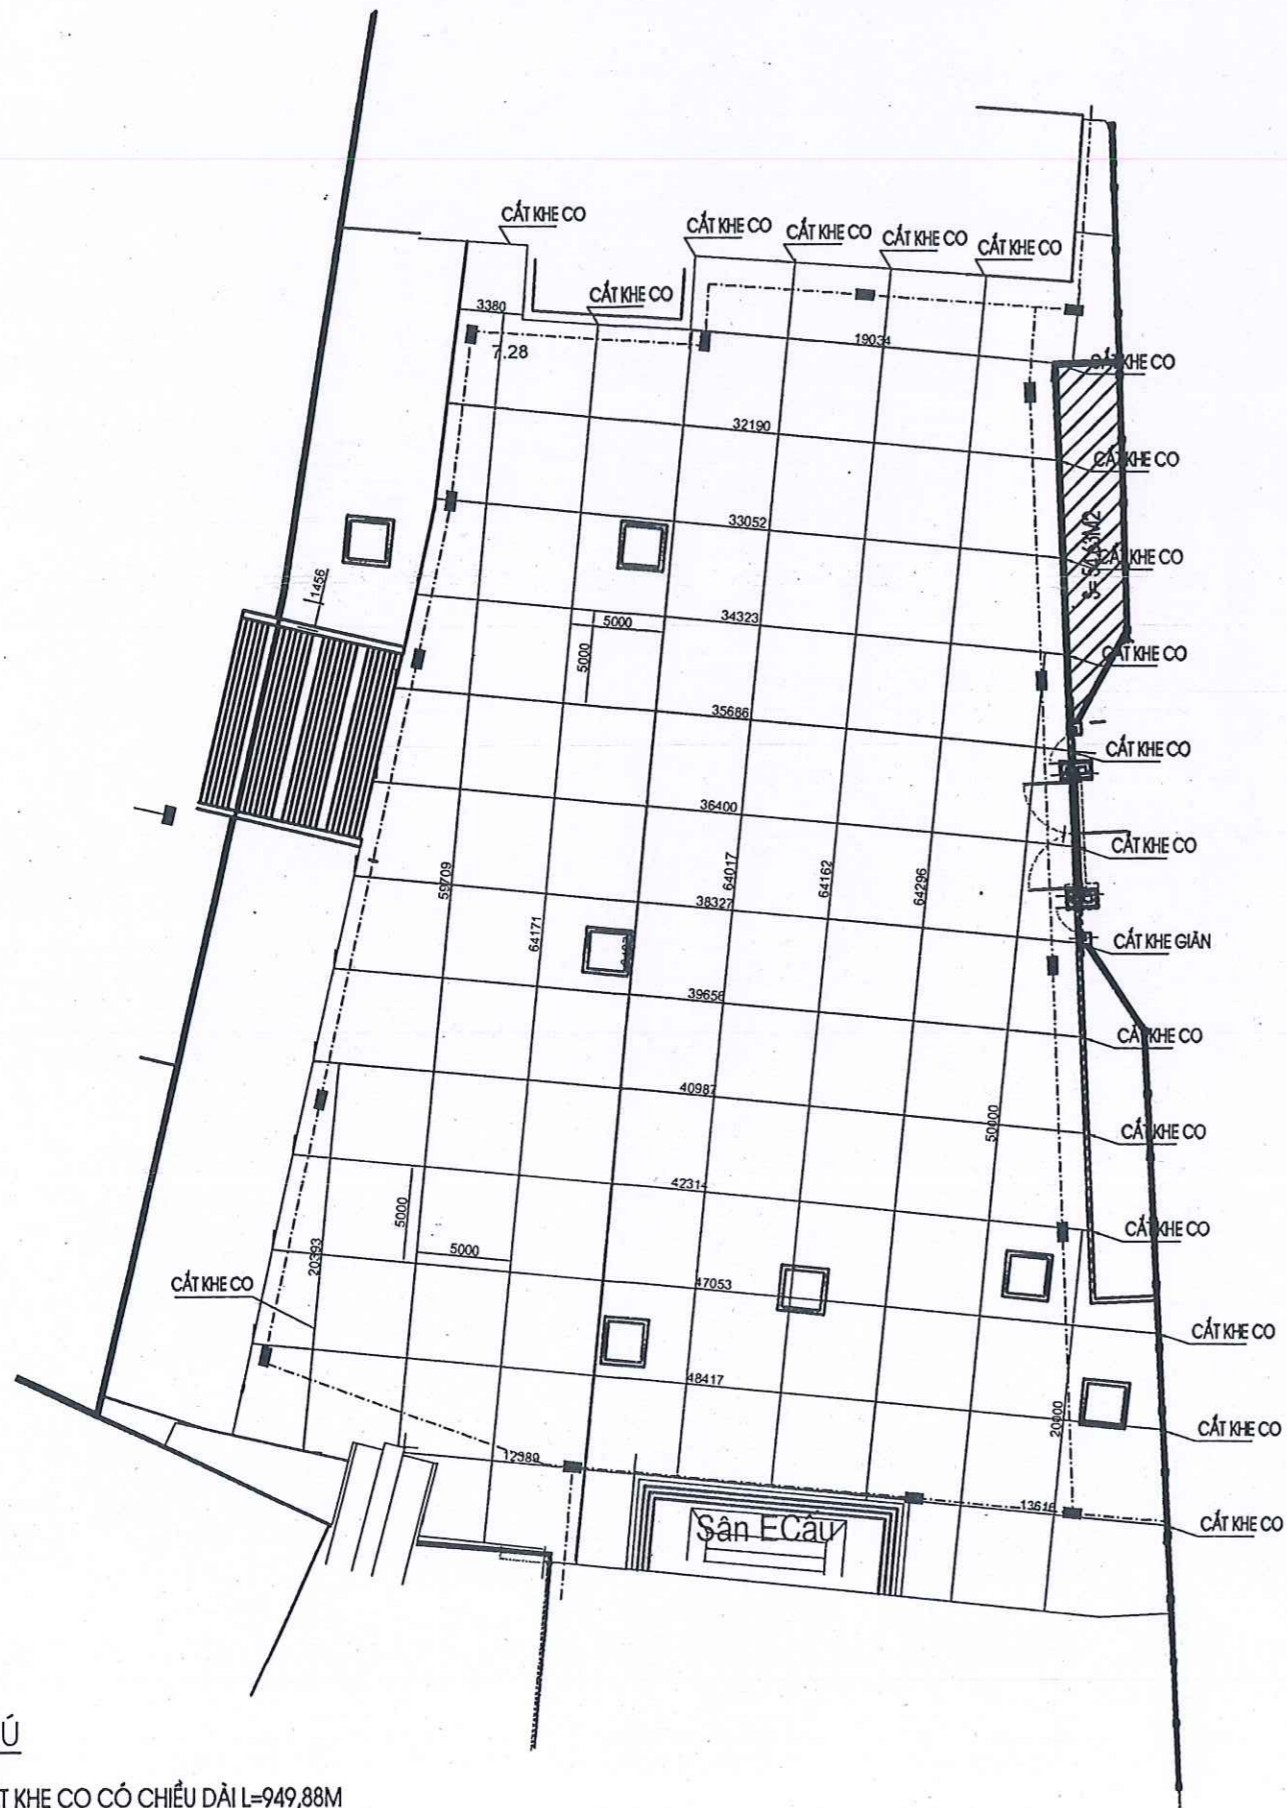 CẮT KHE CO
CẮT KHE CO
CẮT KHE CO
CẮT KHE CO
CẮT KHE CO
CẮT KHE CO
3380
7.28
19034
CẮT KHE CO
32190
CẮT KHE CO
33052
CẮT KHE CO
1456
34323
5000
5000
CẮT KHE CO
35686
CẮT KHE CO
36400
CẮT KHE CO
59709
64171
64017
64162
64296
38327
CẮT KHE GIÃN
39656
CẮT KHE CO
40987
50000
CẮT KHE CO
42314
CẮT KHE CO
5000
5000
20393
CẮT KHE CO
47053
CẮT KHE CO
48417
20000
CẮT KHE CO
12389
13616
CẮT KHE CO
Sân ECầu
Ú
T KHE CO CÓ CHIỀU DÀI L=949,88M